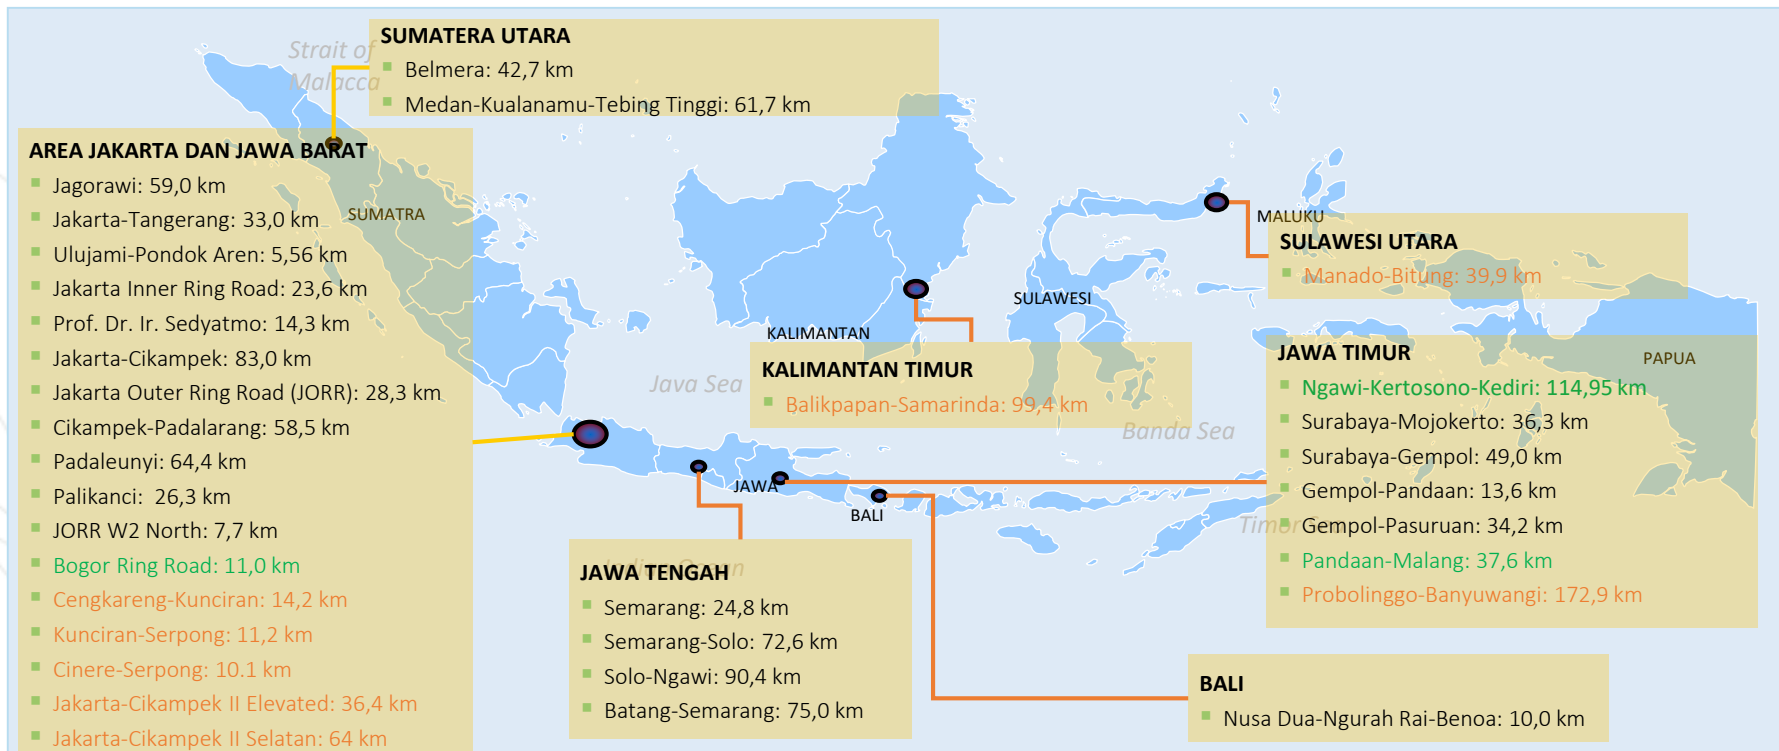 Strait of
Malacca
SUMATERA UTARA
Belmera: 42,7 km
Medan-Kualanamu-Tebing Tinggi: 61,7 km
AREA JAKARTA DAN JAWA BARAT
Jagorawi: 59,0 km
Jakarta-Tangerang: 33,0 km
Ulujami-Pondok Aren: 5,56 km
Jakarta Inner Ring Road: 23,6 km
Prof. Dr. Ir. Sedyatmo: 14,3 km
Jakarta-Cikampek: 83,0 km
Jakarta Outer Ring Road (JORR): 28,3 km
Cikampek-Padalarang: 58,5 km
Padaleunyi: 64,4 km
Palikanci: 26,3 km
JORR W2 North: 7,7 km
Bogor Ring Road: 11,0 km
Cengkareng-Kunciran: 14,2 km
Kunciran-Serpong: 11,2 km
Cinere-Serpong: 10.1 km
Jakarta-Cikampek II Elevated: 36,4 km
Jakarta-Cikampek II Selatan: 64 km
SUMATRA
KALIMANTAN
SULAWESI
MALUKU
PAPUA
JAWA
BALI
Java Sea
Banda Sea
Timor Sea
Indian Ocean
SULAWESI UTARA
Manado-Bitung: 39,9 km
KALIMANTAN TIMUR
Balikpapan-Samarinda: 99,4 km
JAWA TIMUR
Ngawi-Kertosono-Kediri: 114,95 km
Surabaya-Mojokerto: 36,3 km
Surabaya-Gempol: 49,0 km
Gempol-Pandaan: 13,6 km
Gempol-Pasuruan: 34,2 km
Pandaan-Malang: 37,6 km
Probolinggo-Banyuwangi: 172,9 km
JAWA TENGAH
Semarang: 24,8 km
Semarang-Solo: 72,6 km
Solo-Ngawi: 90,4 km
Batang-Semarang: 75,0 km
BALI
Nusa Dua-Ngurah Rai-Benoa: 10,0 km